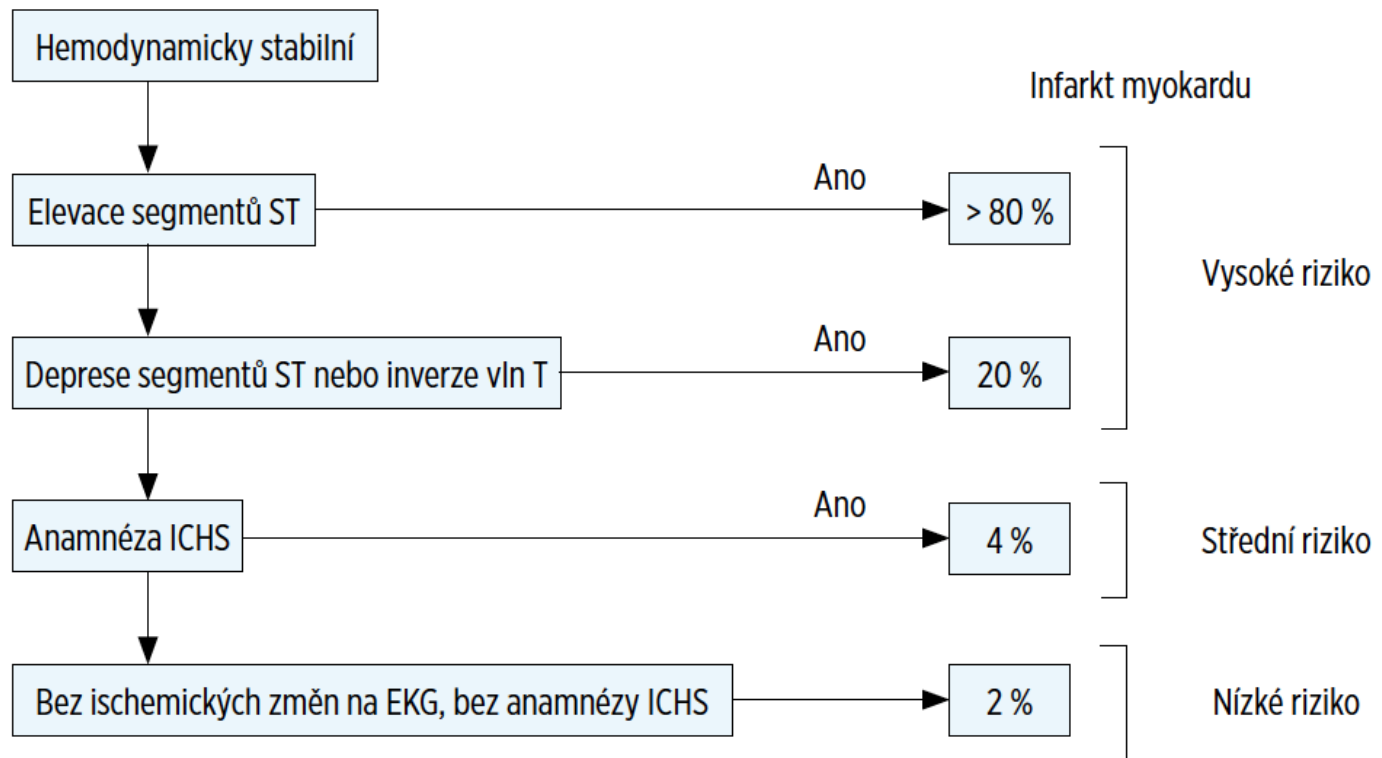 Hemodynamicky stabilní
Infarkt myokardu
Elevace segmentů ST
Ano
> 80 %
Vysoké riziko
Deprese segmentů ST nebo inverze vln T
Ano
20 %
Anamnéza ICHS
Ano
4 %
Střední riziko
Bez ischemických změn na EKG, bez anamnézy ICHS
2 %
Nízké riziko